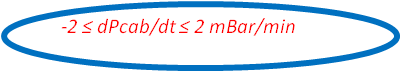 -2 ≤ dPcab/dt ≤ 2 mBar/min